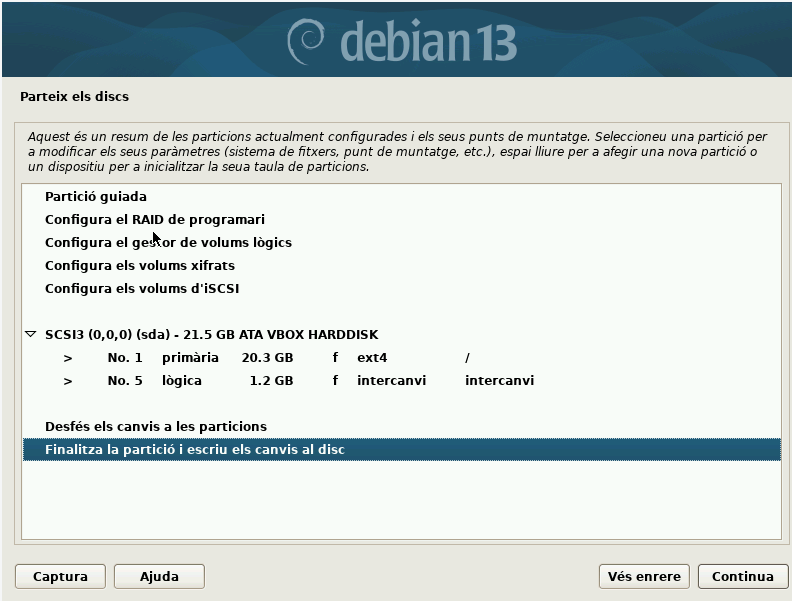 debian 13
Parteix els discs
Aquest és un resum de les particions actualment configurades i els seus punts de muntatge. Seleccioneu una partició per
a modificar els seus paràmetres (sistema de fitxers, punt de muntatge, etc.), espai lliure per a afegir una nova partició o
un dispositiu per a inicialitzar la seua taula de particions.
Partició guiada
Configura el RAID de programari
Configura el gestor de volums lògics
Configura els volums xifrats
Configura els volums d'iSCSI
SCSI3 (0,0,0) (sda) - 21.5 GB ATA VBOX HARDDISK
> No. 1 primària 20.3 GB f ext4 /
> No. 5 lògica 1.2 GB f intercanvi intercanvi
Desfés els canvis a les particions
Finalitza la partició i escriu els canvis al disc
Captura Ajuda Vés enrere Continua